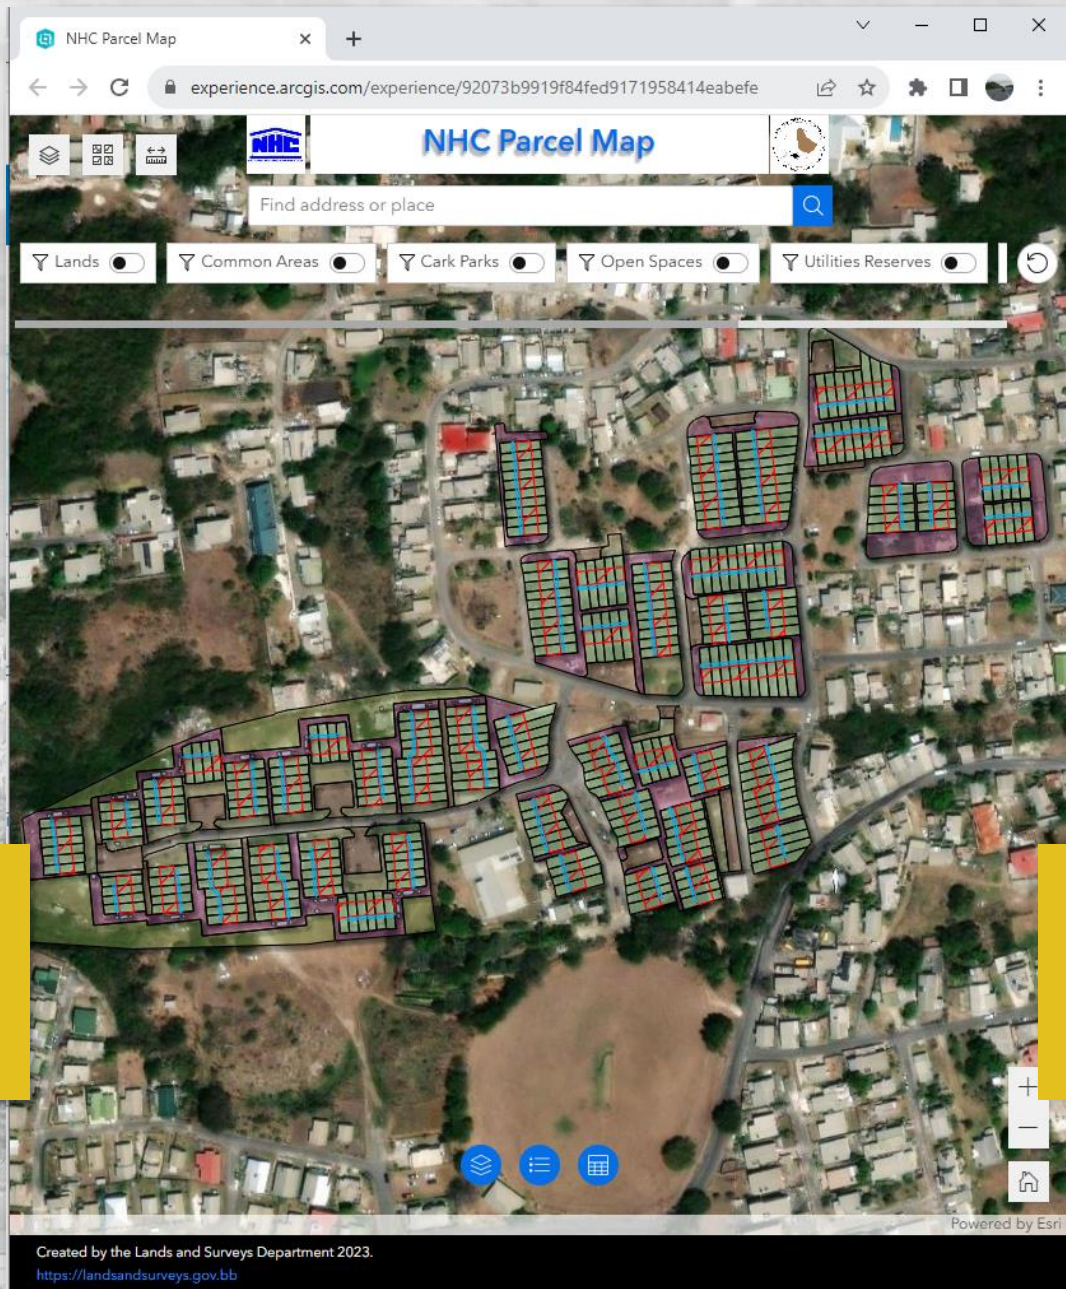 NHC Parcel Map
experience.arcgis.com/experience/92073b9919f84fed9171958414eabefe
NHC
NHC Parcel Map
Find address or place
Lands
Common Areas
Cark Parks
Open Spaces
Utilities Reserves
Powered by Esri
Created by the Lands and Surveys Department 2023.
https://landsandsurveys.gov.bb